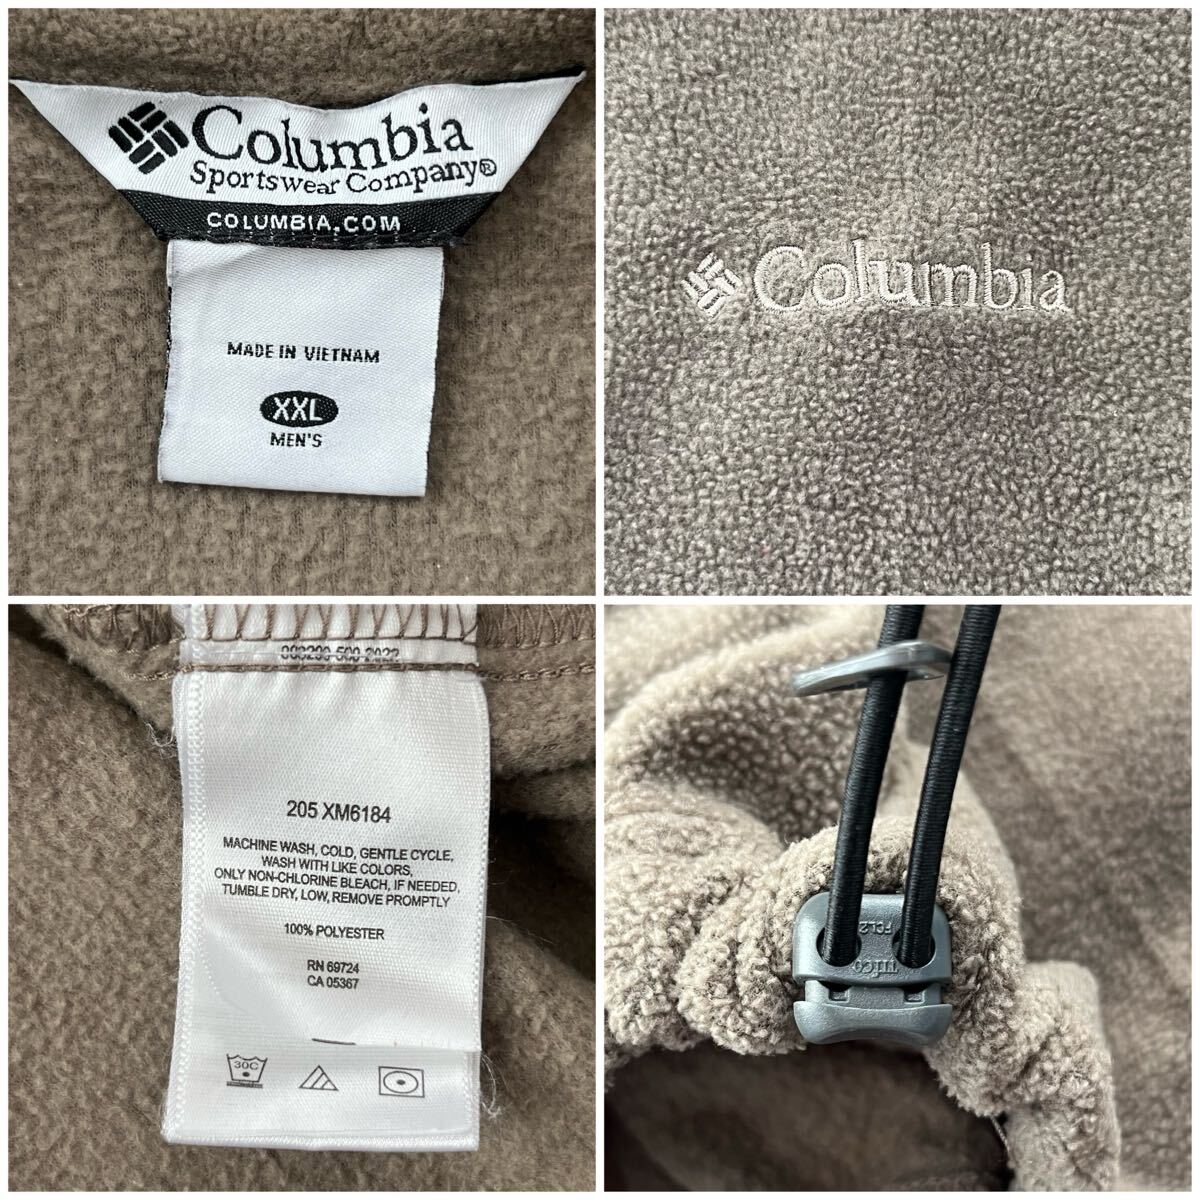 Columbia
Sportswear Company®
COLUMBIA.COM
MADE IN VIETNAM
XXL
MEN'S
Columbia
205 XM6184
MACHINE WASH, COLD, GENTLE CYCLE,
WASH WITH LIKE COLORS,
ONLY NON-CHLORINE BLEACH, IF NEEDED,
TUMBLE DRY, LOW, REMOVE PROMPTLY
100% POLYESTER
RN 69724
CA 05367
30C
FCL2